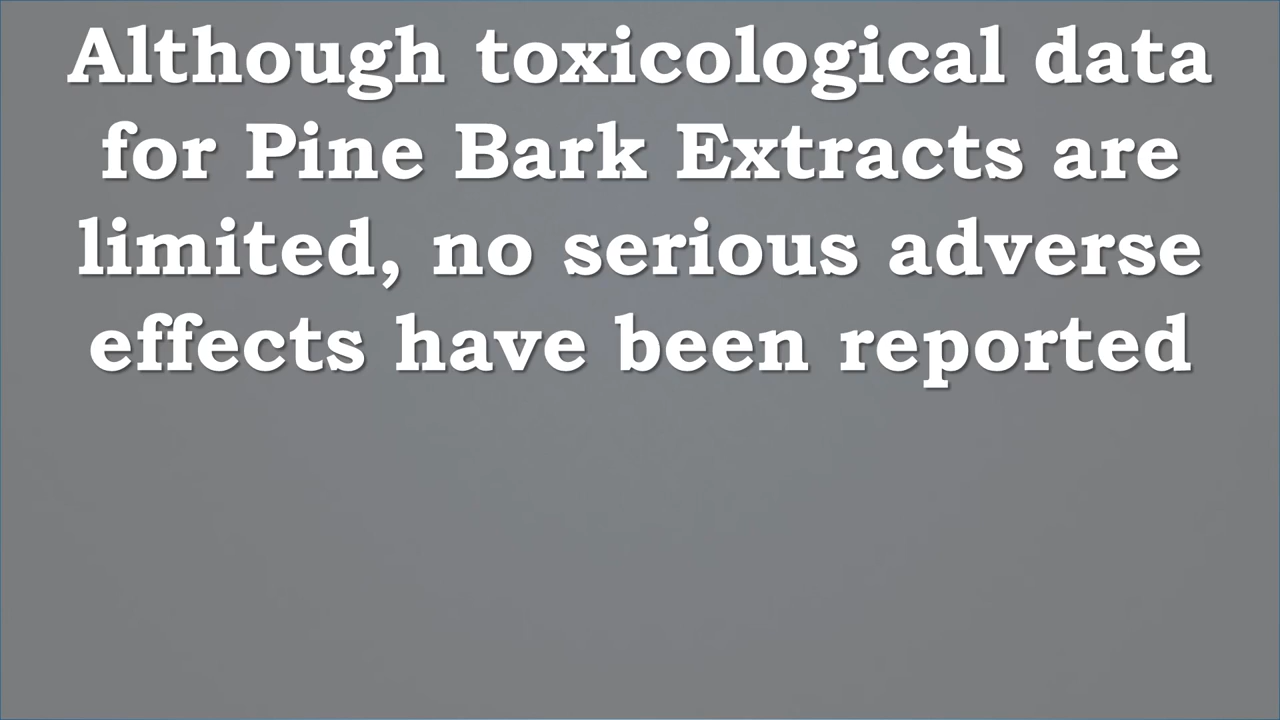 Although toxicological data
for Pine Bark Extracts are
limited, no serious adverse
effects have been reported